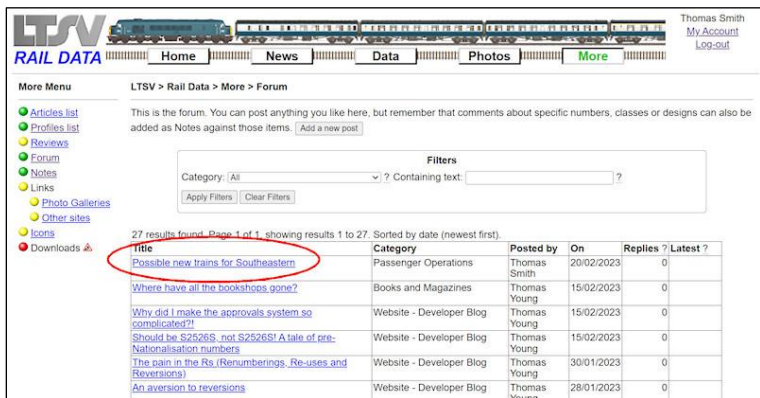 LTSV
RAIL DATA
Home
News
Data
Photos
More
Thomas Smith
My Account
Log-out
More Menu
Articles list
Profiles list
Reviews
Forum
Notes
Links
Photo Galleries
Other sites
Icons
Downloads
LTSV > Rail Data > More > Forum
This is the forum. You can post anything you like here, but remember that comments about specific numbers, classes or designs can also be
added as Notes against those items. Add a new post
Filters
Category: All ? Containing text: ?
Apply Filters Clear Filters
27 results found. Page 1 of 1, showing results 1 to 27. Sorted by date (newest first).
Title Category Posted by On Replies ? Latest ?
Possible new trains for Southeastern Passenger Operations Thomas Smith 20/02/2023 0
Where have all the bookshops gone? Books and Magazines Thomas Young 15/02/2023 0
Why did I make the approvals system so
complicated?! Website - Developer Blog Thomas Young 15/02/2023 0
Should be S2526S, not S2526S! A tale of pre-
Nationalisation numbers Website - Developer Blog Thomas Young 15/02/2023 0
The pain in the Rs (Renumberings, Re-uses and
Reversions) Website - Developer Blog Thomas Young 30/01/2023 0
An aversion to reversions Website - Developer Blog Thomas Young 28/01/2023 0